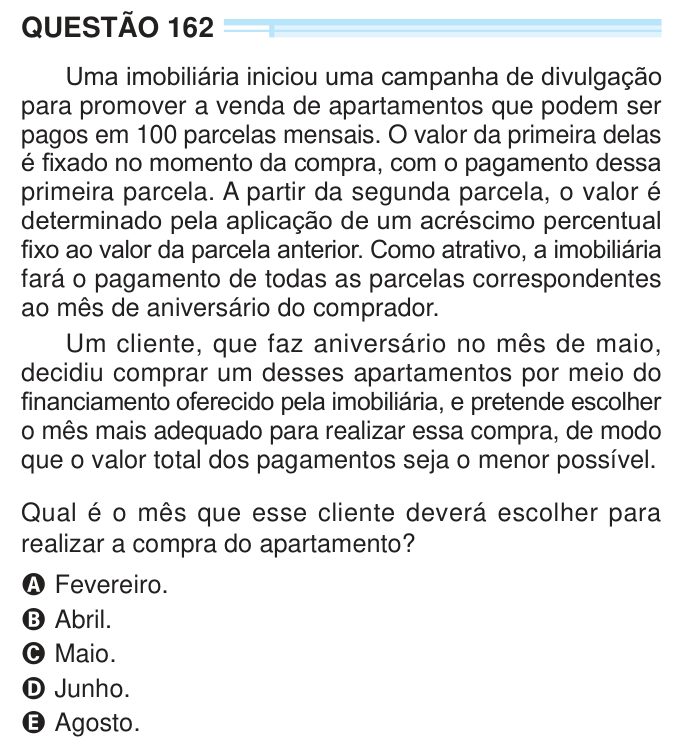 QUESTÃO 162
Uma imobiliária iniciou uma campanha de divulgação
para promover a venda de apartamentos que podem ser
pagos em 100 parcelas mensais. O valor da primeira delas
é fixado no momento da compra, com o pagamento dessa
primeira parcela. A partir da segunda parcela, o valor é
determinado pela aplicação de um acréscimo percentual
fixo ao valor da parcela anterior. Como atrativo, a imobiliária
fará o pagamento de todas as parcelas correspondentes
ao mês de aniversário do comprador.
Um cliente, que faz aniversário no mês de maio,
decidiu comprar um desses apartamentos por meio do
financiamento oferecido pela imobiliária, e pretende escolher
o mês mais adequado para realizar essa compra, de modo
que o valor total dos pagamentos seja o menor possível.
Qual é o mês que esse cliente deverá escolher para
realizar a compra do apartamento?
A Fevereiro.
B Abril.
C Maio.
D Junho.
E Agosto.